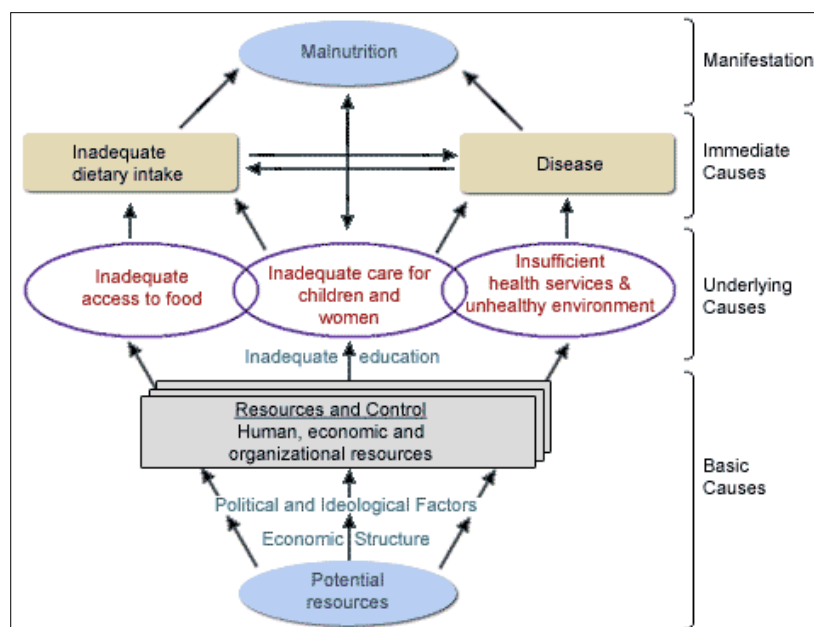 Malnutrition
Manifestation
Inadequate
dietary intake
Disease
Immediate
Causes
Inadequate
access to food
Inadequate care for
children and
women
Insufficient
health services &
unhealthy environment
Underlying
Causes
Inadequate education
Resources and Control
Human, economic and
organizational resources
Basic
Causes
Political and Ideological Factors
Economic Structure
Potential
resources